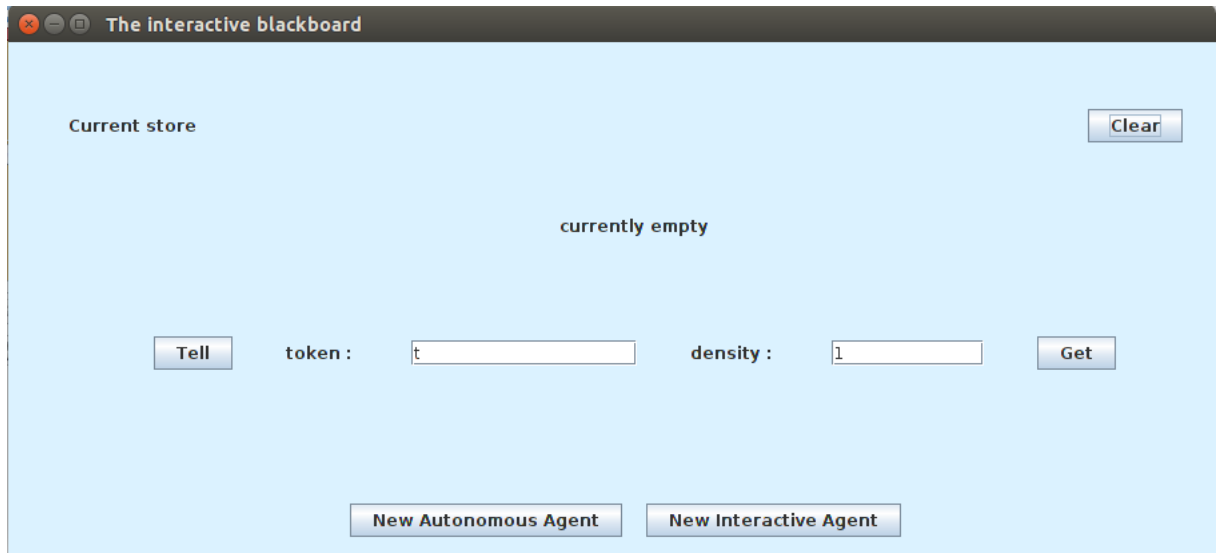 The interactive blackboard
Current store Clear
currently empty
Tell token : t density : 1 Get
New Autonomous Agent New Interactive Agent